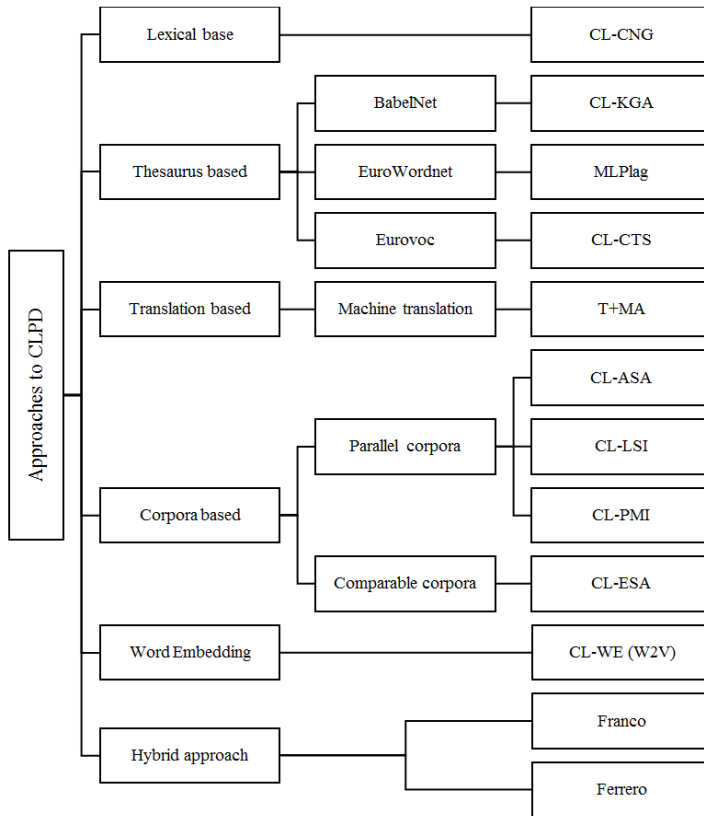 Approaches to CLPD
Lexical base
CL-CNG
Thesaurus based
BabelNet
CL-KGA
EuroWordnet
MLPlag
Eurovoc
CL-CTS
Translation based
Machine translation
T+MA
Corpora based
Parallel corpora
CL-ASA
CL-LSI
CL-PMI
Comparable corpora
CL-ESA
Word Embedding
CL-WE (W2V)
Hybrid approach
Franco
Ferrero